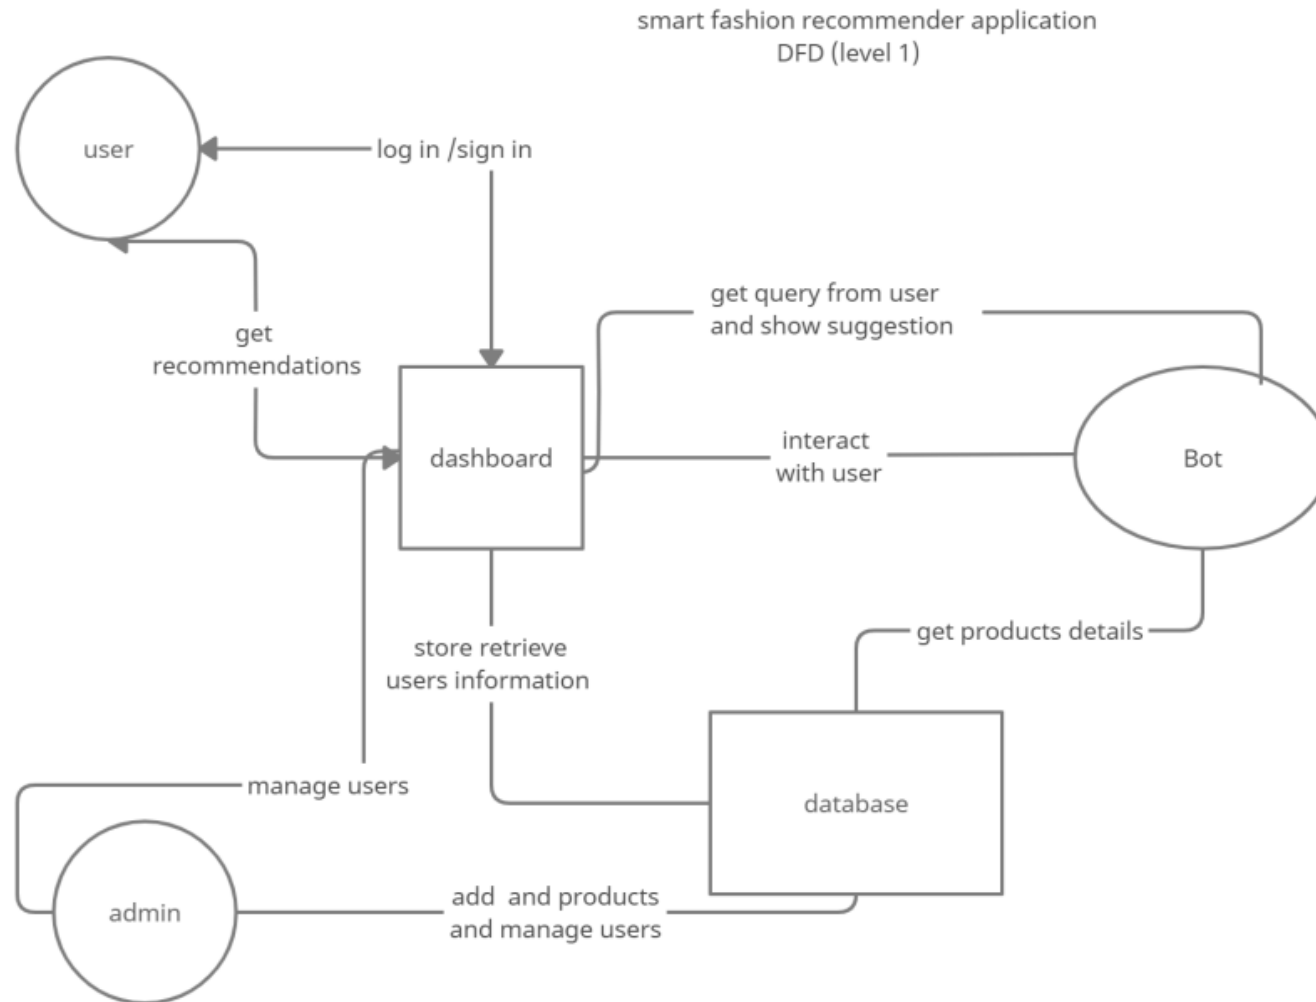 smart fashion recommender application
DFD (level 1)
user
log in /sign in
get query from user
and show suggestion
get
recommendations
interact
with user
dashboard
Bot
get products details
store retrieve
users information
manage users
database
add  and products
and manage users
admin